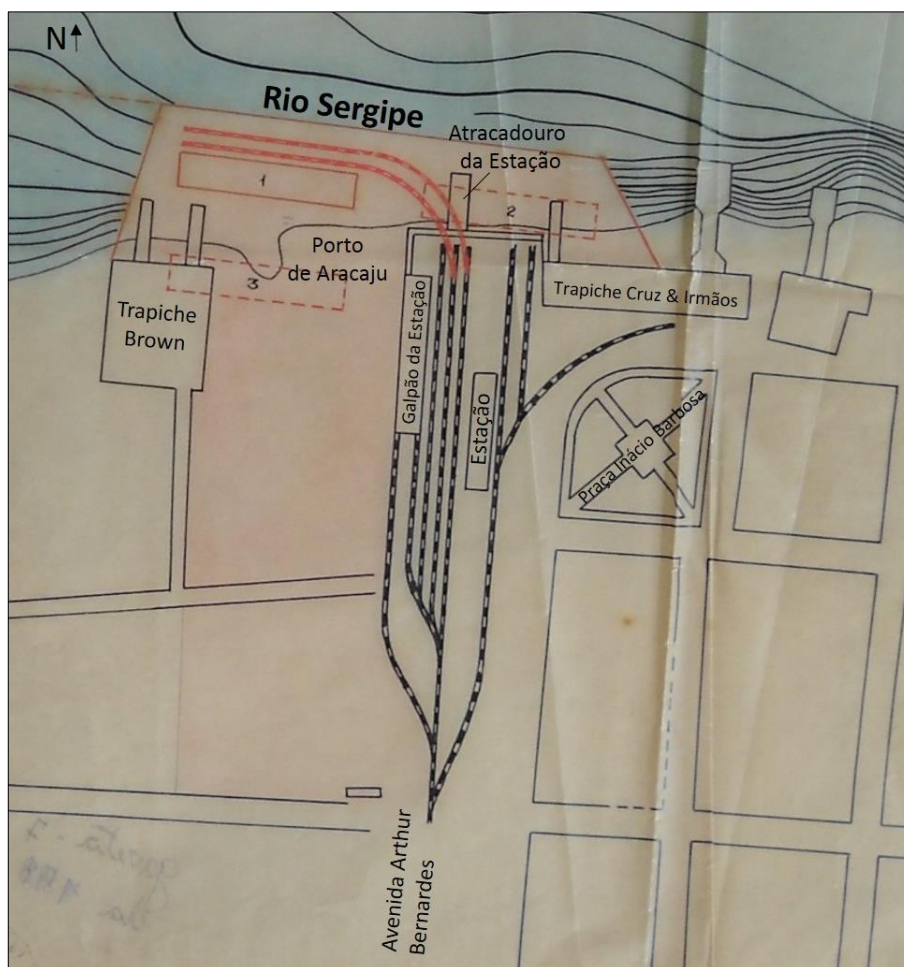 N
Rio Sergipe
Atracadouro
da Estação
1
2
Porto
de Aracaju
3
Trapiche
Brown
Galpão da Estação
Trapiche Cruz & Irmãos
Estação
Praça Inácio Barbosa
Avenida Arthur
Bernardes